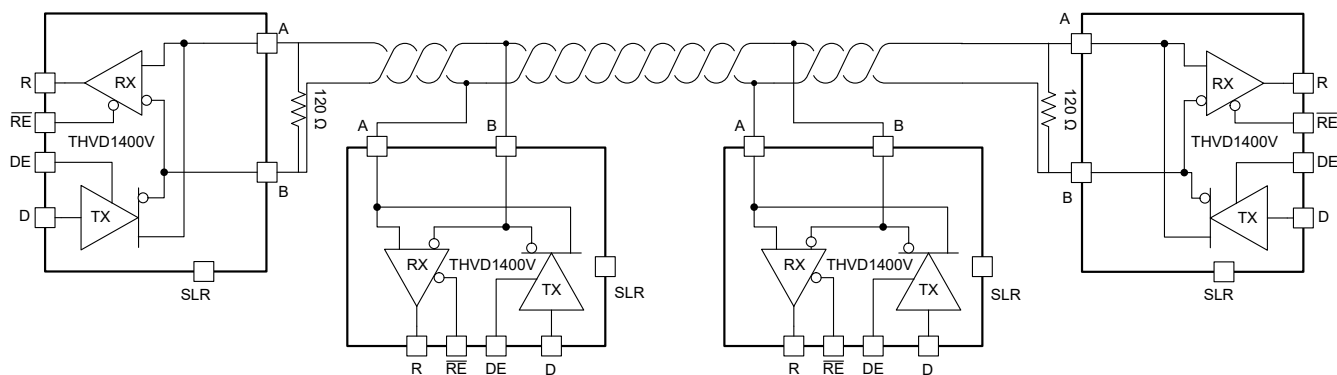 A
A
R
RX
RE
THVD1400V
DE
D
TX
B
SLR
120 Ω
120 Ω
RX
R
RE
THVD1400V
DE
D
TX
B
SLR
A
B
RX
THVD1400V
TX
SLR
R
RE
DE
D
A
B
RX
THVD1400V
TX
SLR
R
RE
DE
D